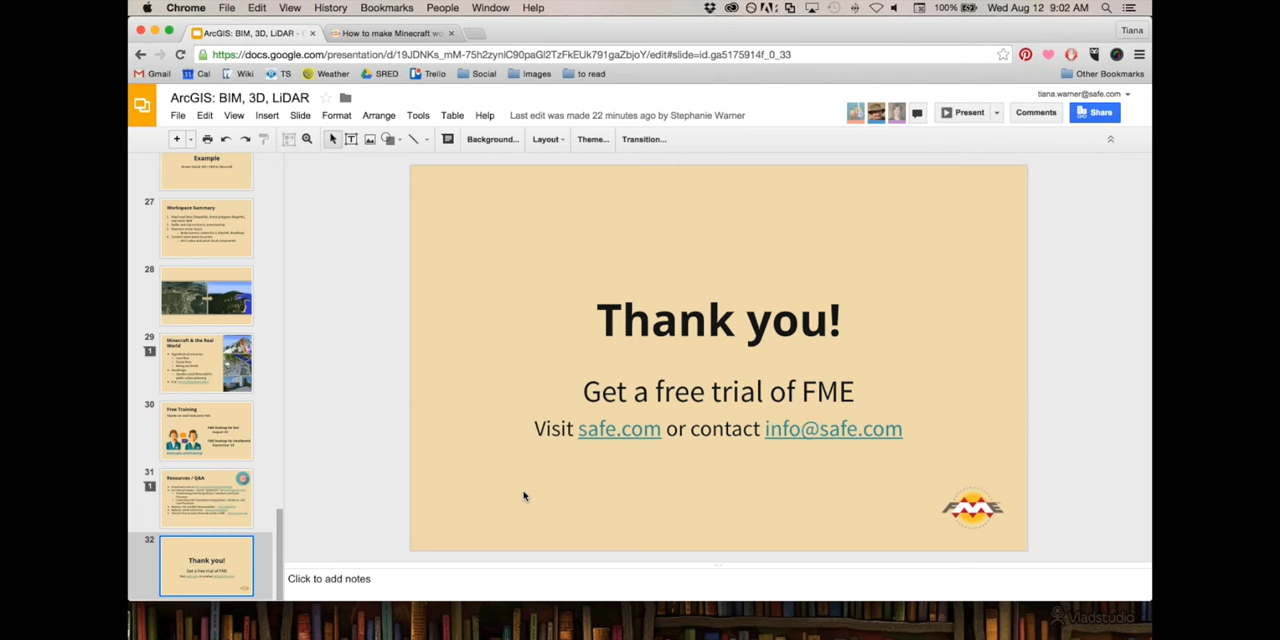 Chrome File Edit View History Bookmarks People Window Help 100% Wed Aug 12 9:02 AM
ArcGIS: BIM, 3D, LiDAR - How to make Minecraft wo Tiana
https://docs.google.com/presentation/d/19JDNKs_mM-75h2zynlC90paGl2TzFkEUk791gaZbjoY/edit#slide=id.ga5175914f_0_33
Gmail Cal Wiki TS Weather SRED Trello Social Images to read Other Bookmarks
ArcGIS: BIM, 3D, LiDAR tiana.warner@safe.com
File Edit View Insert Slide Format Arrange Tools Table Help Last edit was made 22 minutes ago by Stephanie Warner Present Comments Share
Background... Layout Theme... Transition...
Example
27
Workspace Summary
28
29
1
Minecraft & the Real World
30
Free Training
31
1
Resources / Q&A
32
Thank you!
Get a free trial of FME
Thank you!
Get a free trial of FME
Visit safe.com or contact info@safe.com
FME
Click to add notes
Vladstudio